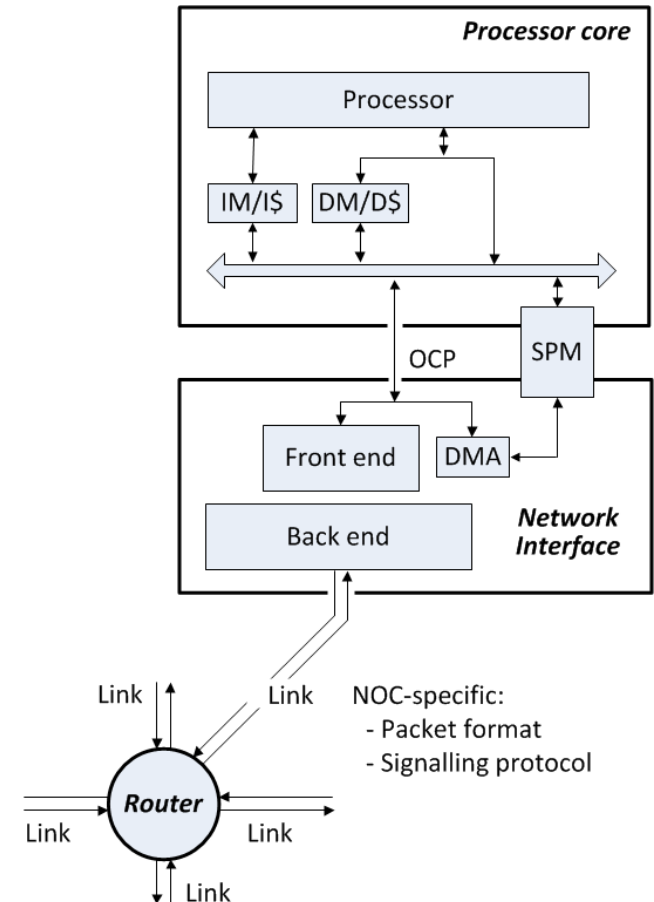 Processor core
Processor
IM/I$
DM/D$
SPM
OCP
Front end
DMA
Back end
Network
Interface
Link
Link
NOC-specific:
- Packet format
- Signalling protocol
Router
Link
Link
Link